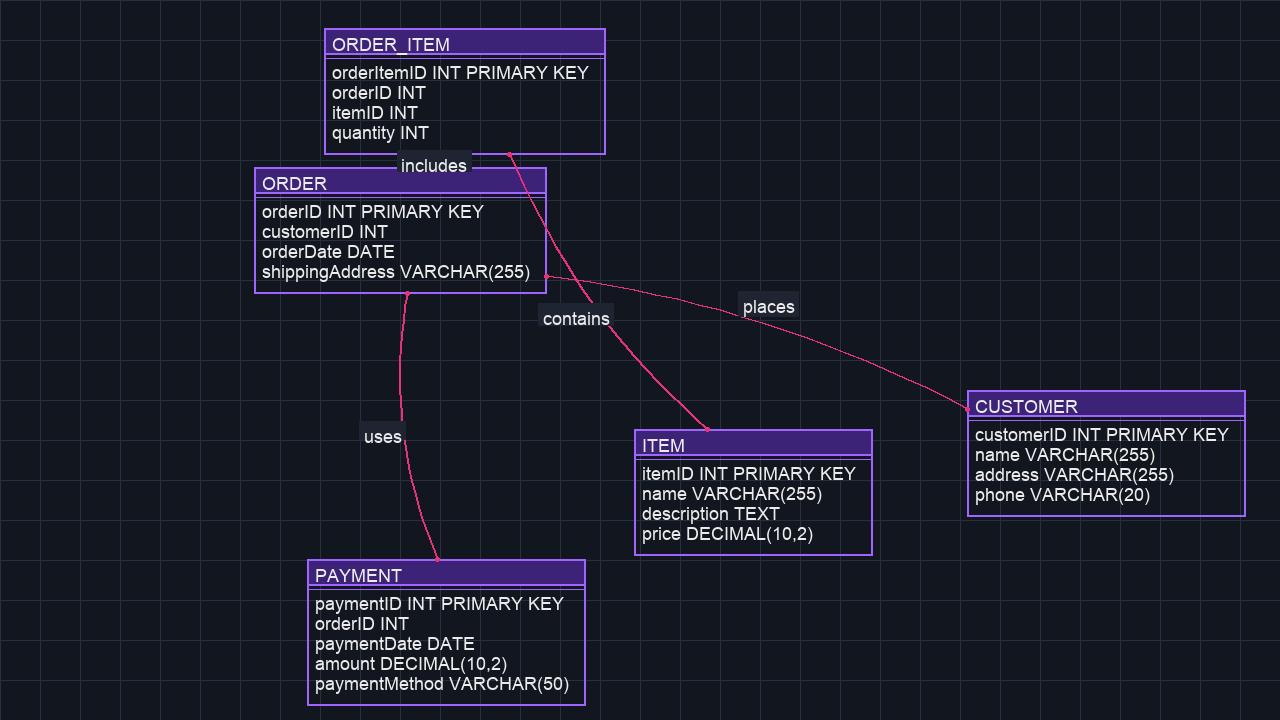 ORDER_ITEM
orderItemID INT PRIMARY KEY
orderID INT
itemID INT
quantity INT
includes
ORDER
orderID INT PRIMARY KEY
customerID INT
orderDate DATE
shippingAddress VARCHAR(255)
contains
places
uses
CUSTOMER
customerID INT PRIMARY KEY
name VARCHAR(255)
address VARCHAR(255)
phone VARCHAR(20)
ITEM
itemID INT PRIMARY KEY
name VARCHAR(255)
description TEXT
price DECIMAL(10,2)
PAYMENT
paymentID INT PRIMARY KEY
orderID INT
paymentDate DATE
amount DECIMAL(10,2)
paymentMethod VARCHAR(50)